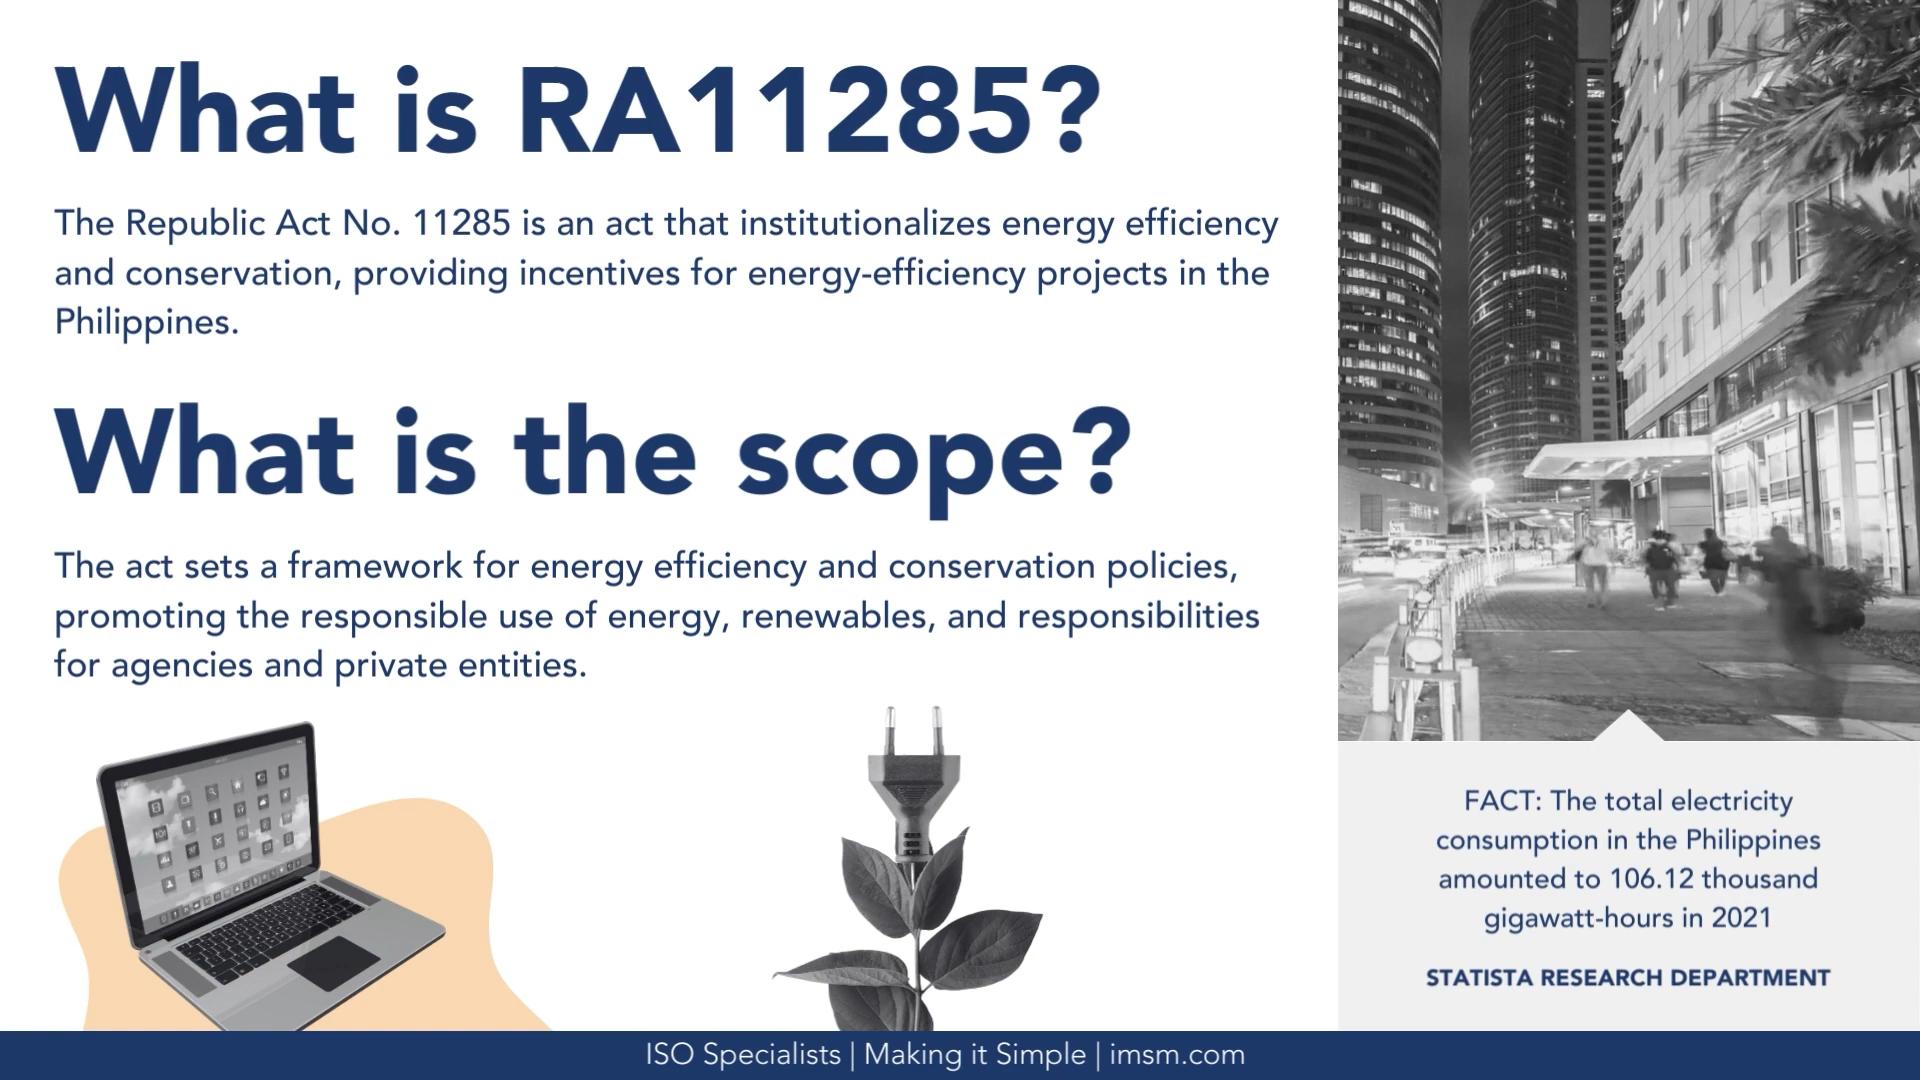 What is RA11285?
The Republic Act No. 11285 is an act that institutionalizes energy efficiency
and conservation, providing incentives for energy-efficiency projects in the
Philippines.
What is the scope?
The act sets a framework for energy efficiency and conservation policies,
promoting the responsible use of energy, renewables, and responsibilities
for agencies and private entities.
FACT: The total electricity
consumption in the Philippines
amounted to 106.12 thousand
gigawatt-hours in 2021
STATISTA RESEARCH DEPARTMENT
ISO Specialists | Making it Simple | imsm.com